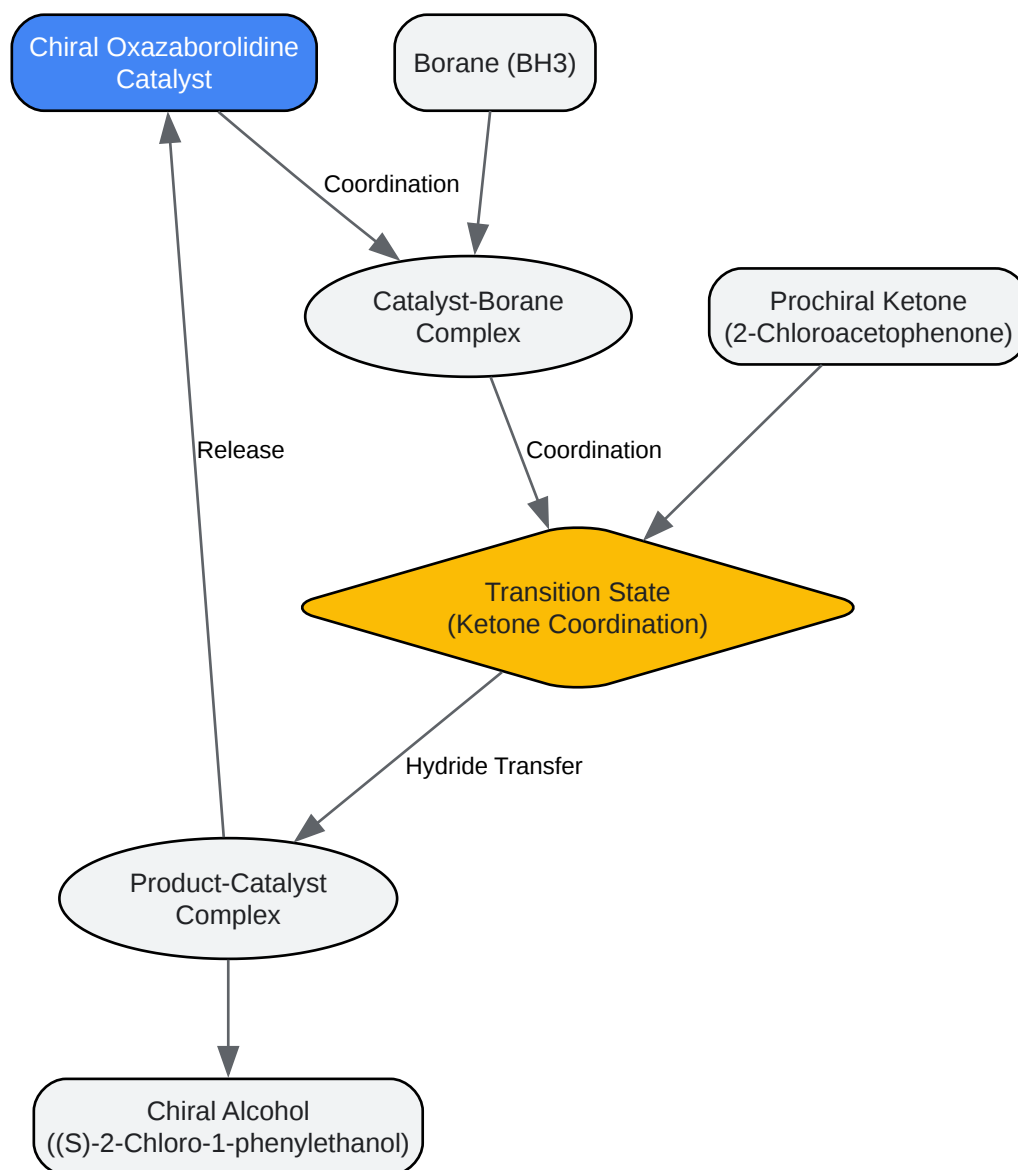 Chiral Oxazaborolidine
Catalyst
Borane (BH3)
Coordination
Catalyst-Borane
Complex
Prochiral Ketone
(2-Chloroacetophenone)
Release
Coordination
Transition State
(Ketone Coordination)
Hydride Transfer
Product-Catalyst
Complex
Chiral Alcohol
((S)-2-Chloro-1-phenylethanol)